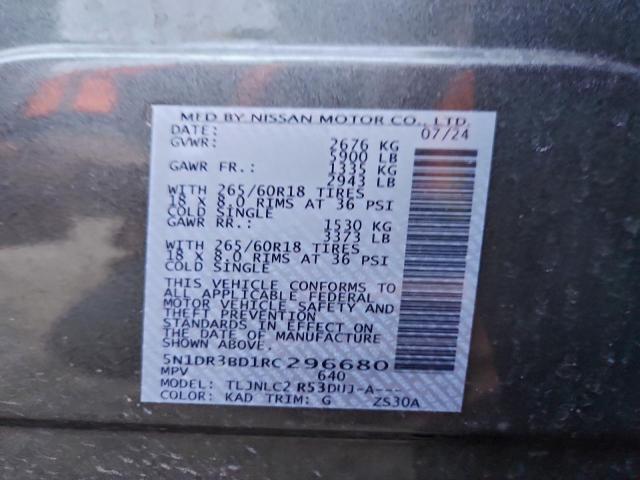 MFD BY NISSAN MOTOR CO., LTD.
DATE: 07/24
GVWR: 2676 KG
5900 LB
GAWR FR.: 1335 KG
2943 LB
WITH 265/60R18 TIRES
18 X 8.0 RIMS AT 36 PSI
COLD SINGLE
GAWR RR.: 1530 KG
3373 LB
WITH 265/60R18 TIRES
18 X 8.0 RIMS AT 36 PSI
COLD SINGLE
THIS VEHICLE CONFORMS TO
ALL APPLICABLE FEDERAL
MOTOR VEHICLE SAFETY AND
THEFT PREVENTION
STANDARDS IN EFFECT ON
THE DATE OF MANUFACTURE
SHOWN ABOVE.
5N1DR3BD1RC296680
MPV 640
MODEL: TLJNLC2 R53DUJ-A---
COLOR: KAD TRIM: G ZS30A